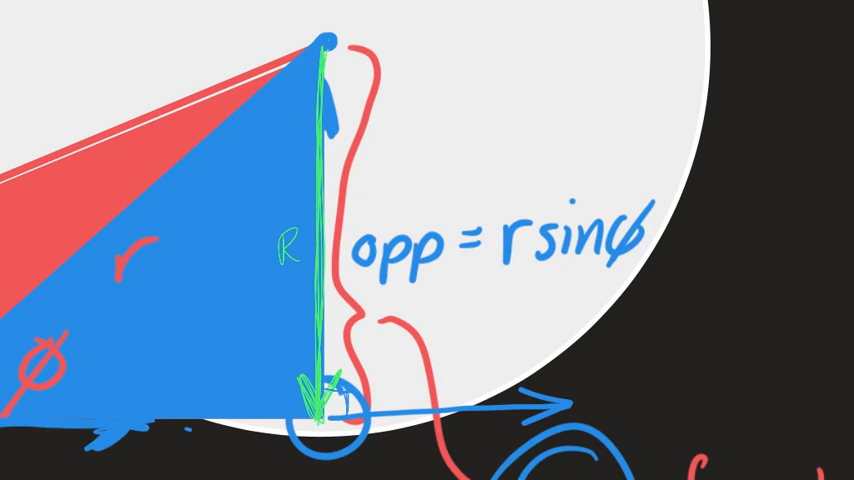 R
opp = r sinϕ
r
ϕ